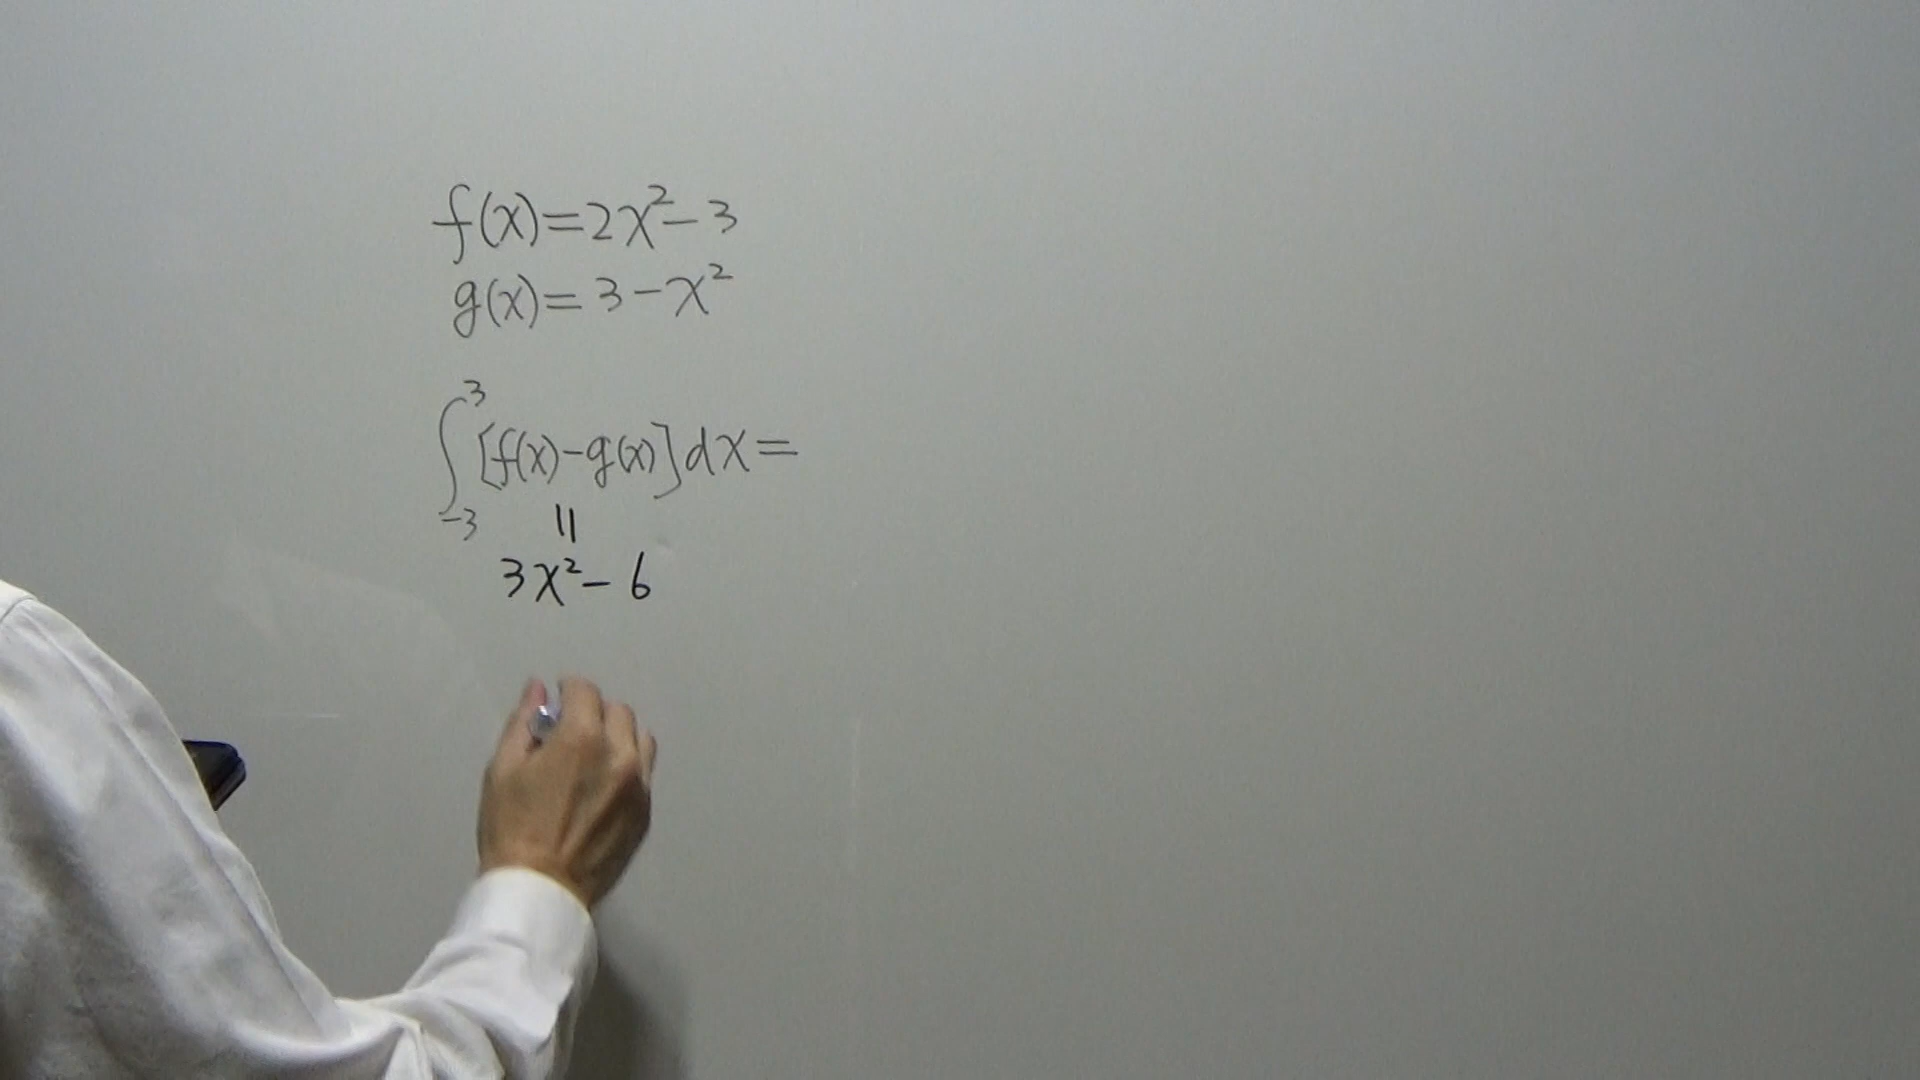 f(x)=2x²-3
g(x)=3-x²
∫₋₃³[f(x)-g(x)]dx=
||
3x²-6